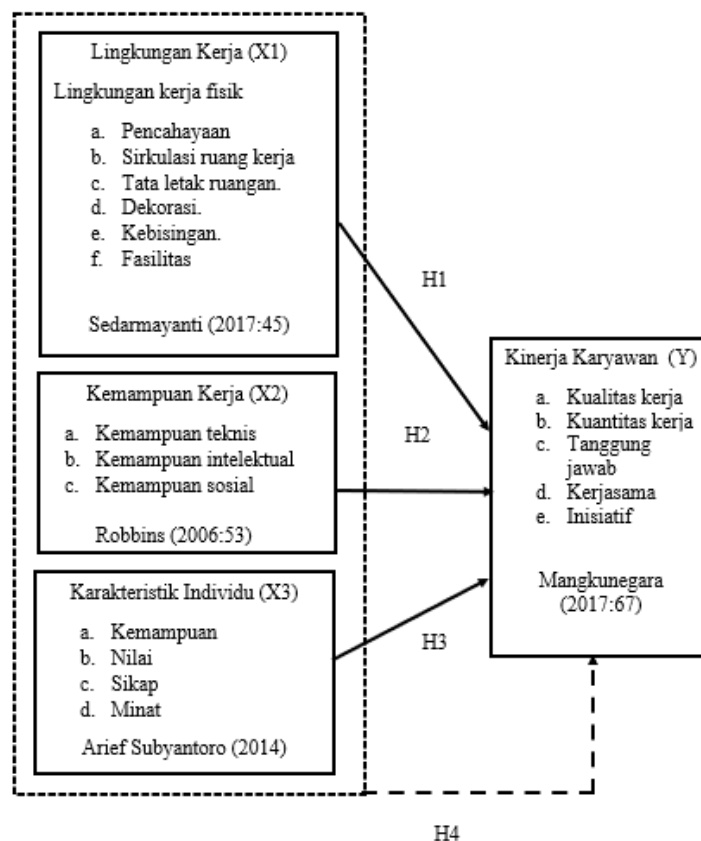 Lingkungan Kerja (X1)
Lingkungan kerja fisik
a. Pencahayaan
b. Sirkulasi ruang kerja
c. Tata letak ruangan.
d. Dekorasi.
e. Kebisingan.
f. Fasilitas
Sedarmayanti (2017:45)
Kemampuan Kerja (X2)
a. Kemampuan teknis
b. Kemampuan intelektual
c. Kemampuan sosial
Robbins (2006:53)
Karakteristik Individu (X3)
a. Kemampuan
b. Nilai
c. Sikap
d. Minat
Arief Subyantoro (2014)
H1
H2
H3
H4
Kinerja Karyawan (Y)
a. Kualitas kerja
b. Kuantitas kerja
c. Tanggung
jawab
d. Kerjasama
e. Inisiatif
Mangkunegara
(2017:67)